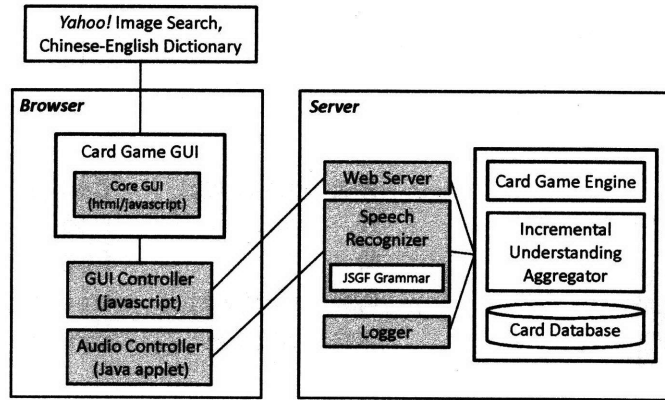 Yahoo! Image Search,
Chinese-English Dictionary
Browser
Card Game GUI
Core GUI
(html/javascript)
GUI Controller
(javascript)
Audio Controller
(Java applet)
Server
Web Server
Speech
Recognizer
JSGF Grammar
Logger
Card Game Engine
Incremental
Understanding
Aggregator
Card Database